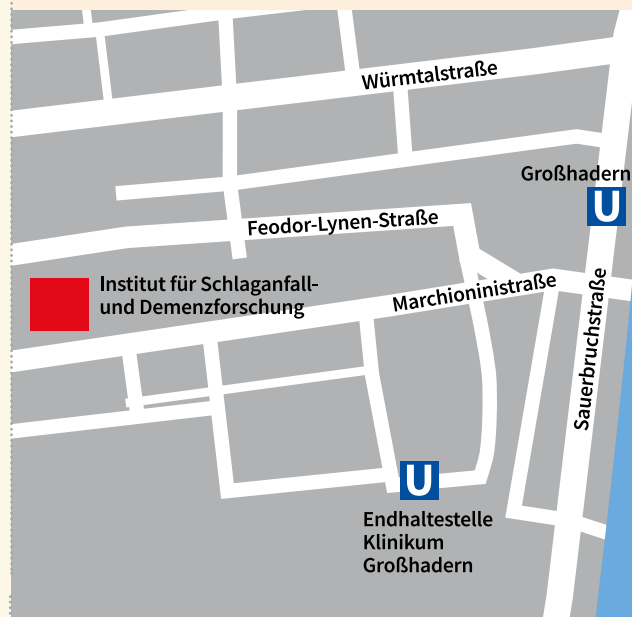 Würmtalstraße
Großhadern
U
Feodor-Lynen-Straße
Institut für Schlaganfall-
und Demenzforschung
Marchioninistraße
Sauerbruchstraße
U
Endhaltestelle
Klinikum
Großhadern